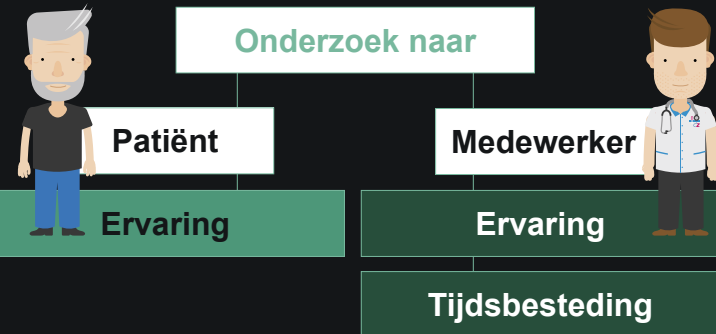 Onderzoek naar
Patiënt
Medewerker
Ervaring
Ervaring
Tijdsbesteding